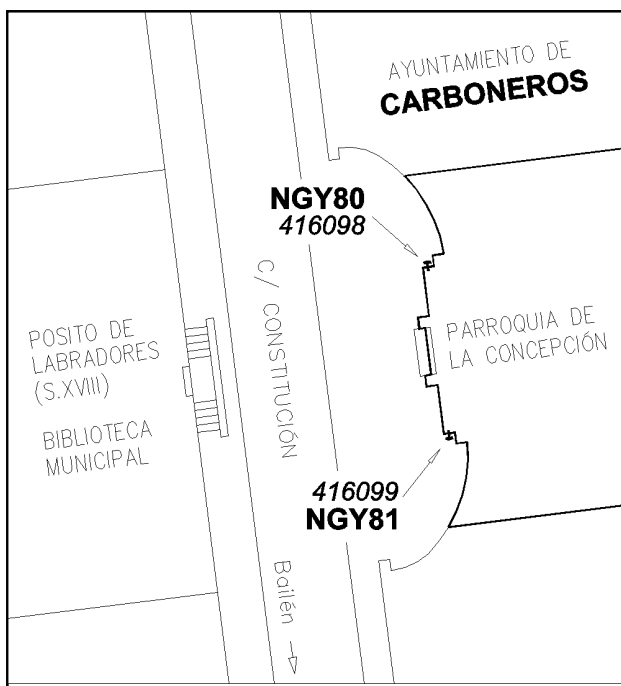 AYUNTAMIENTO DE
CARBONEROS
NGY80
416098
C/ CONSTITUCIÓN
POSITO DE
LABRADORES
(S.XVIII)
BIBLIOTECA
MUNICIPAL
PARROQUIA DE
LA CONCEPCIÓN
416099
NGY81
Bailén →